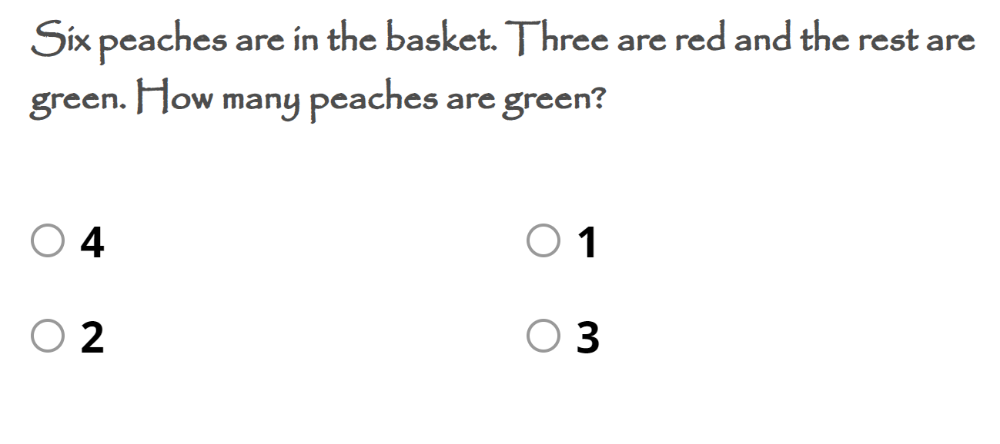 Six peaches are in the basket. Three are red and the rest are
green. How many peaches are green?
4
1
2
3